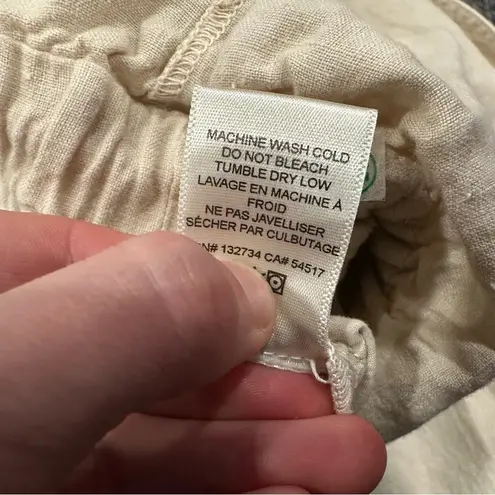 MACHINE WASH COLD
DO NOT BLEACH
TUMBLE DRY LOW
LAVAGE EN MACHINE À
FROID
NE PAS JAVELLISER
SÉCHER PAR CULBUTAGE
132734 CA# 54517